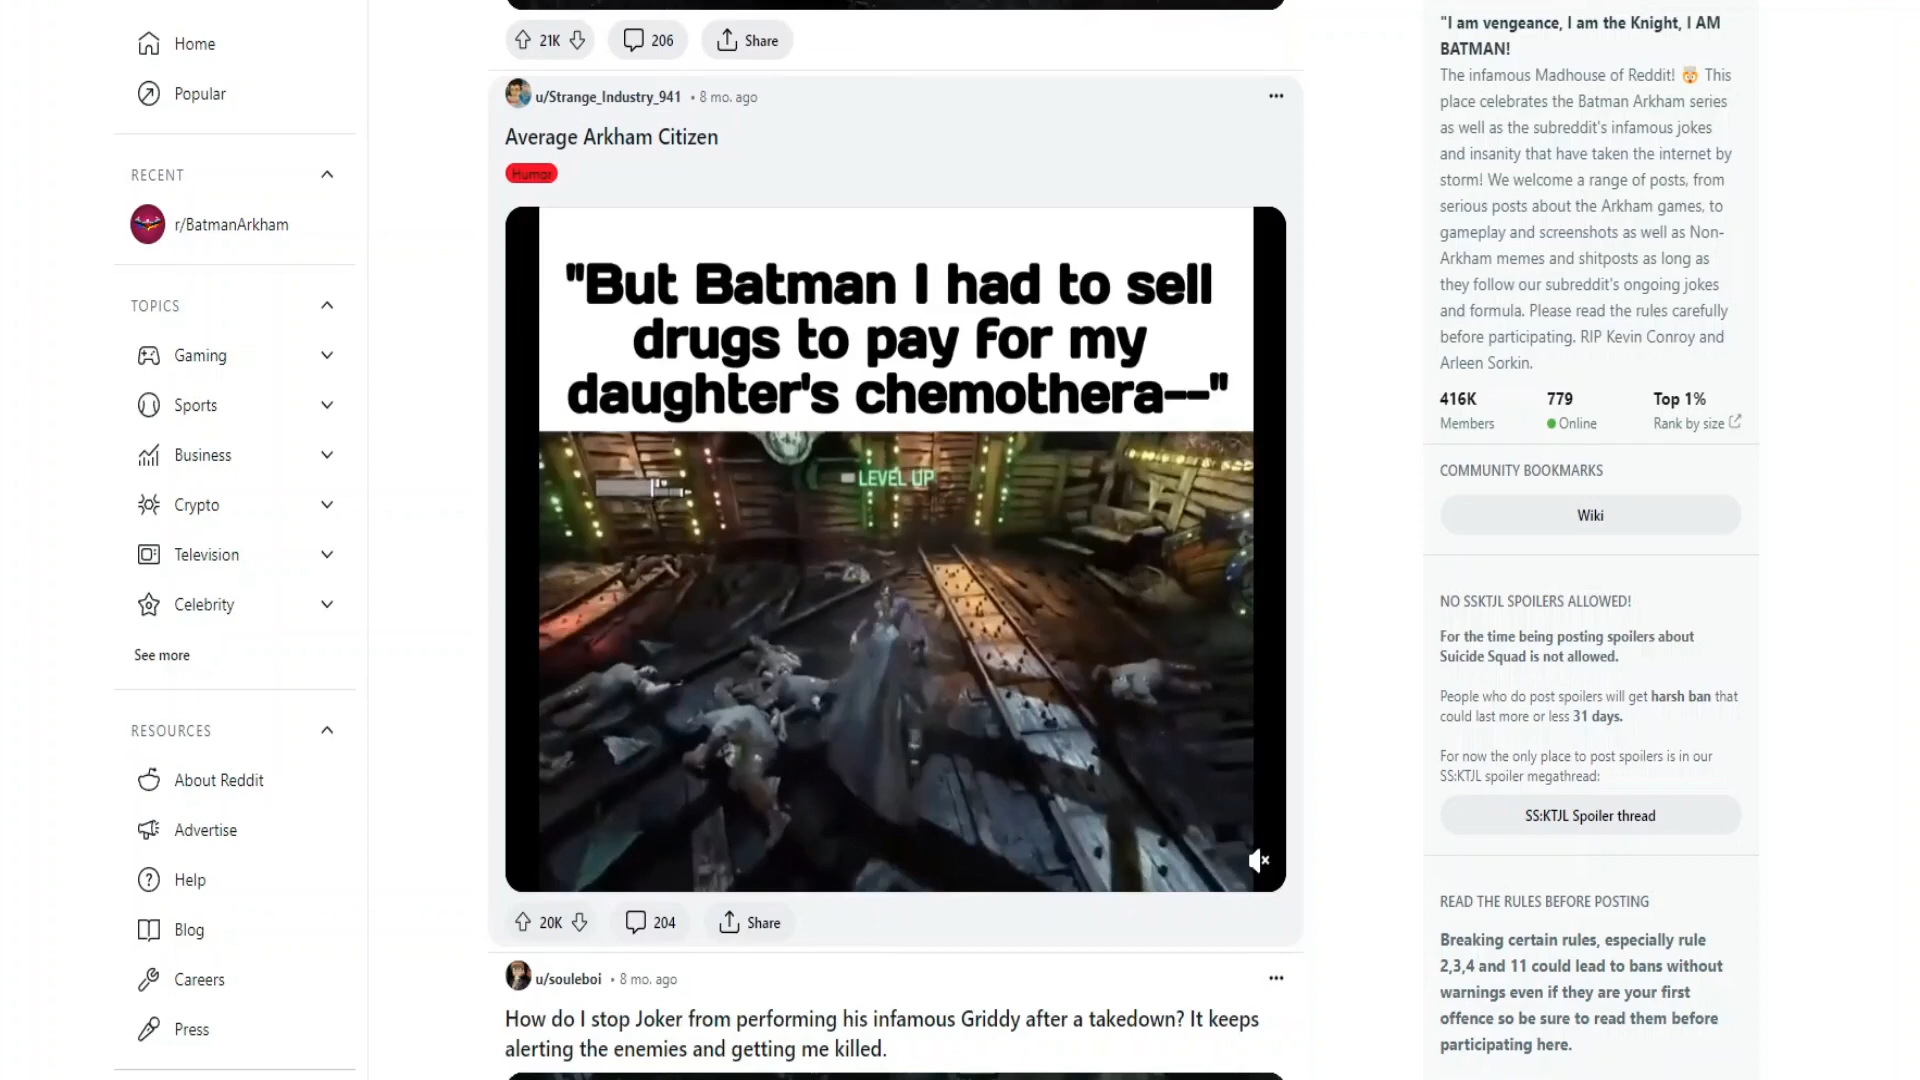 Home
Popular
RECENT
r/BatmanArkham
TOPICS
Gaming
Sports
Business
Crypto
Television
Celebrity
See more
RESOURCES
About Reddit
Advertise
Help
Blog
Careers
Press
21K
206
Share
u/Strange_Industry_941 • 8 mo. ago
Average Arkham Citizen
Humor
"But Batman I had to sell
drugs to pay for my
daughter's chemothera--"
LEVEL UP
20K
204
Share
u/souleboi • 8 mo. ago
How do I stop Joker from performing his infamous Griddy after a takedown? It keeps
alerting the enemies and getting me killed.
"I am vengeance, I am the Knight, I AM
BATMAN!
The infamous Madhouse of Reddit! 🤯 This
place celebrates the Batman Arkham series
as well as the subreddit's infamous jokes
and insanity that have taken the internet by
storm! We welcome a range of posts, from
serious posts about the Arkham games, to
gameplay and screenshots as well as Non-
Arkham memes and shitposts as long as
they follow our subreddit's ongoing jokes
and formula. Please read the rules carefully
before participating. RIP Kevin Conroy and
Arleen Sorkin.
416K 779 Top 1%
Members Online Rank by size
COMMUNITY BOOKMARKS
Wiki
NO SSKTJL SPOILERS ALLOWED!
For the time being posting spoilers about
Suicide Squad is not allowed.
People who do post spoilers will get harsh ban that
could last more or less 31 days.
For now the only place to post spoilers is in our
SS:KTJL spoiler megathread:
SS:KTJL Spoiler thread
READ THE RULES BEFORE POSTING
Breaking certain rules, especially rule
2,3,4 and 11 could lead to bans without
warnings even if they are your first
offence so be sure to read them before
participating here.